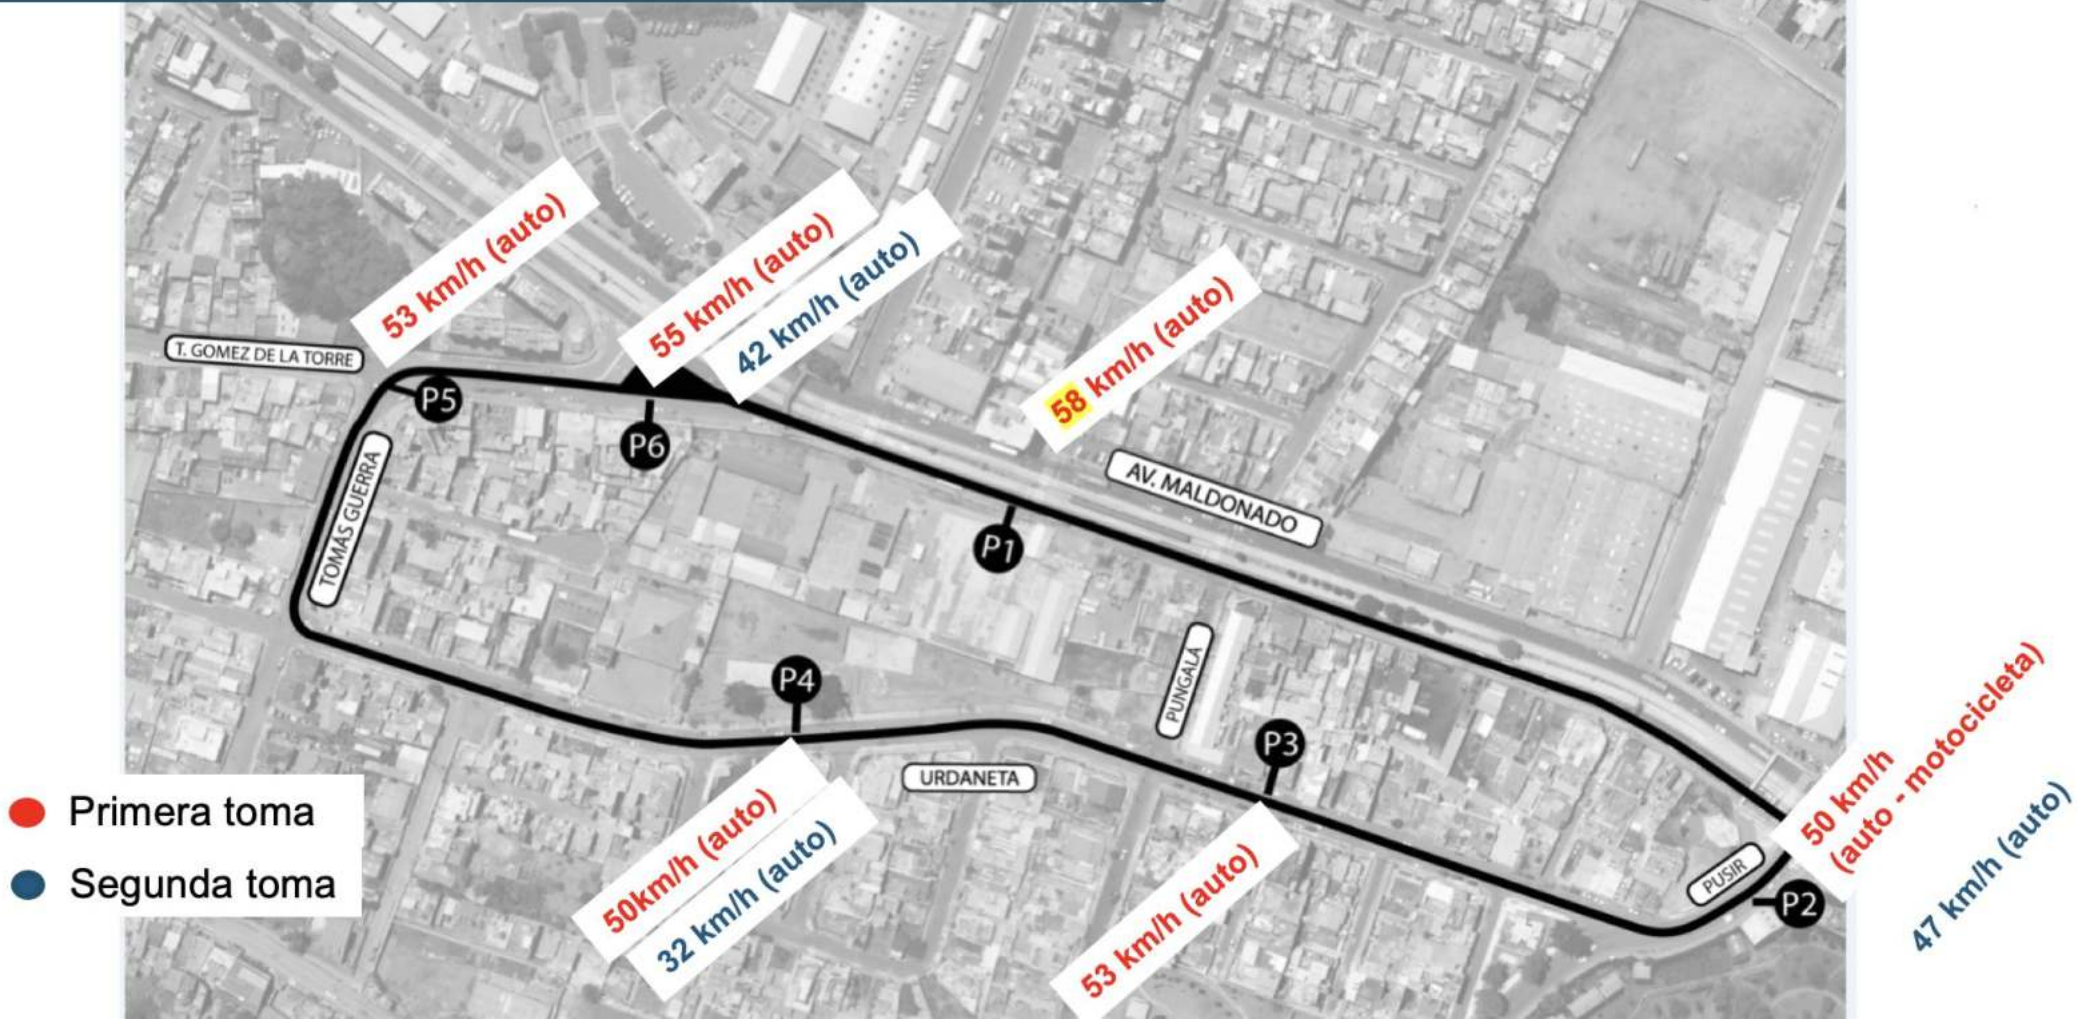 53 km/h (auto)
55 km/h (auto)
42 km/h (auto)
58 km/h (auto)
T. GOMEZ DE LA TORRE
P5
P6
TOMAS GUERRA
AV. MALDONADO
P1
PUNGALA
P4
P3
URDANETA
50 km/h
(auto - motocicleta)
47 km/h (auto)
PUSIR
P2
50km/h (auto)
32 km/h (auto)
53 km/h (auto)
Primera toma
Segunda toma